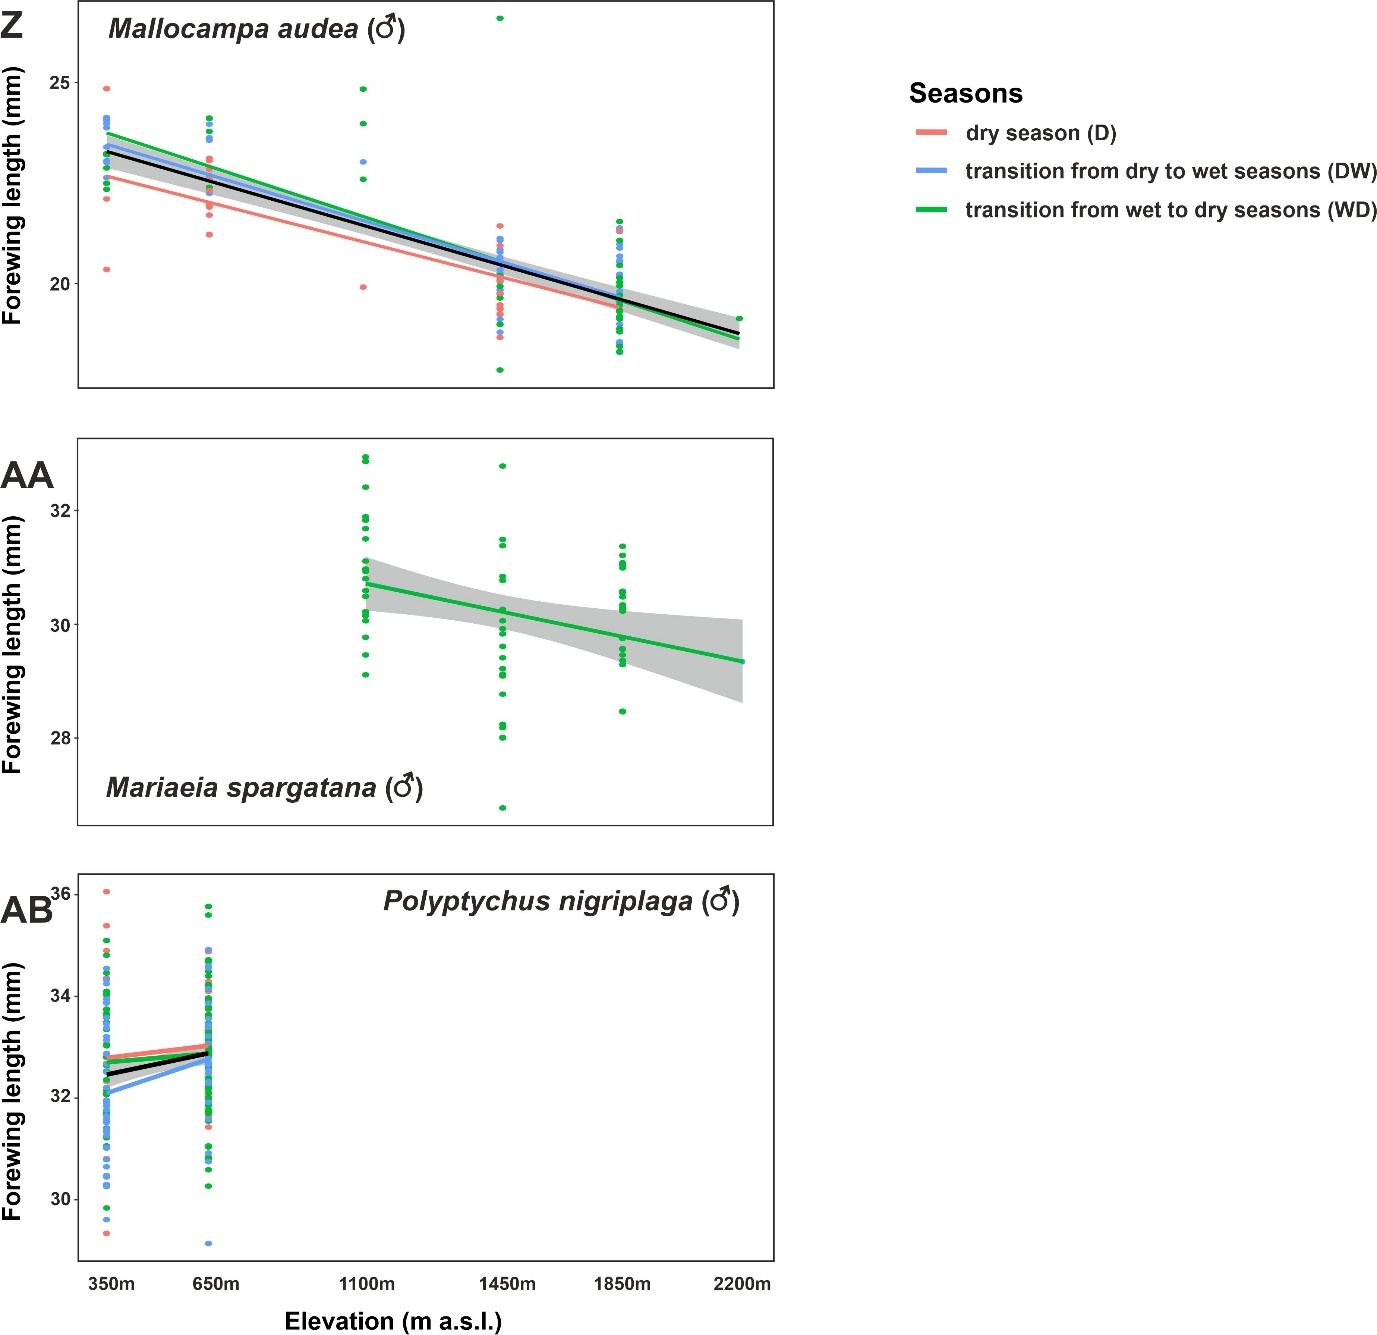 Z
Mallocampa audea (♂)
Forewing length (mm)
25
20
Seasons
dry season (D)
transition from dry to wet seasons (DW)
transition from wet to dry seasons (WD)
AA
Forewing length (mm)
32
30
28
Mariaeia spargatana (♂)
AB
Polyptychus nigriplaga (♂)
Forewing length (mm)
36
34
32
30
350m 650m 1100m 1450m 1850m 2200m
Elevation (m a.s.l.)